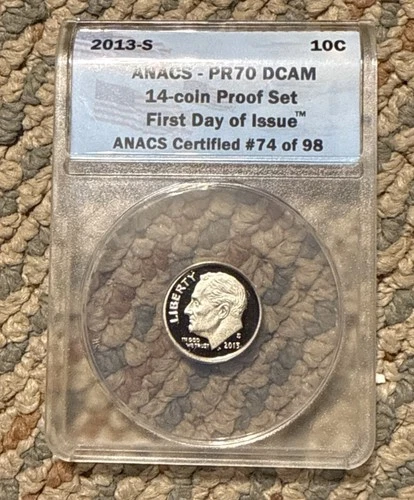 2013-S 10C
ANACS - PR70 DCAM
14-coin Proof Set
First Day of Issue™
ANACS Certified #74 of 98
LIBERTY
IN GOD
WE TRUST
S
2013